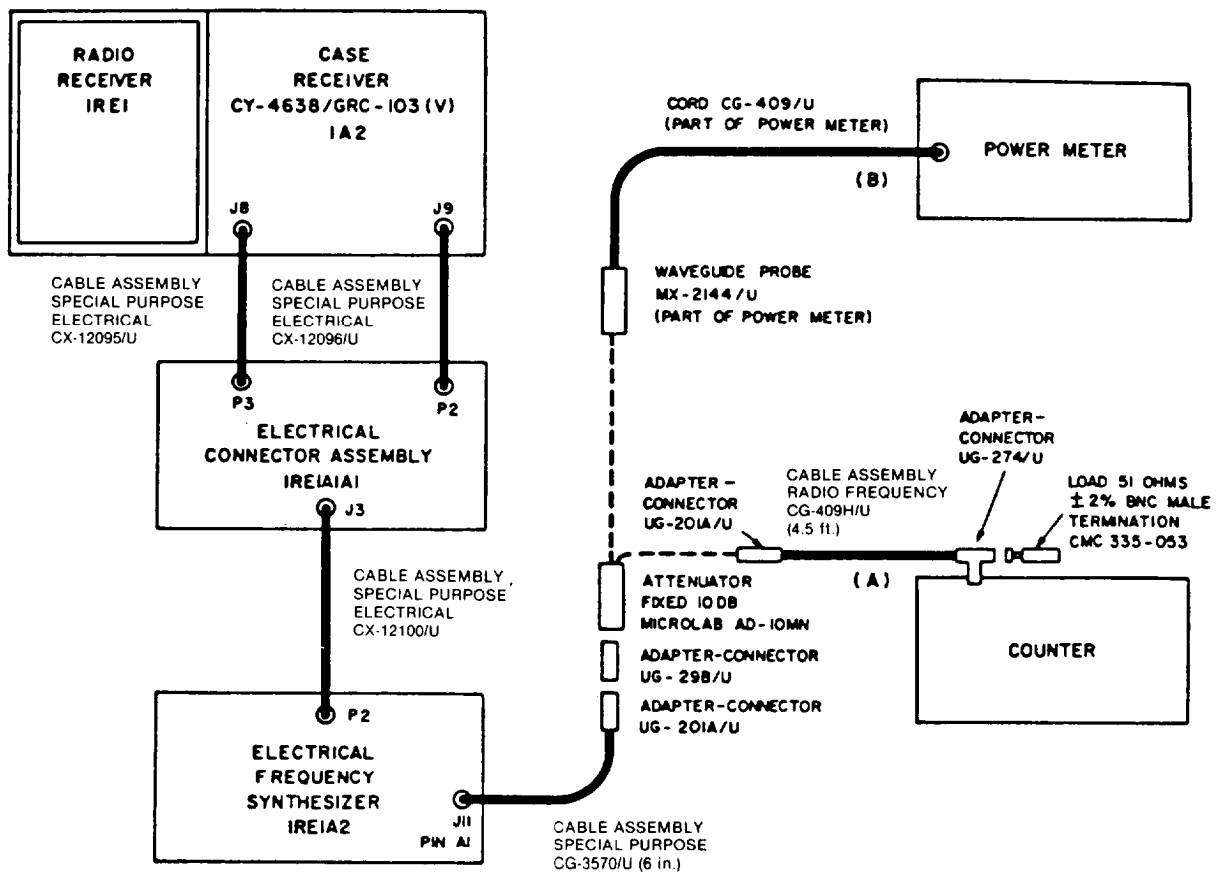 RADIO
RECEIVER
IREI
CASE
RECEIVER
CY-4638/GRC-103 (V)
IA2
J8
J9
CABLE ASSEMBLY
SPECIAL PURPOSE
ELECTRICAL
CX-12095/U
CABLE ASSEMBLY
SPECIAL PURPOSE
ELECTRICAL
CX-12096/U
P3
P2
ELECTRICAL
CONNECTOR ASSEMBLY
IREIAIAI
J3
CABLE ASSEMBLY,
SPECIAL PURPOSE
ELECTRICAL
CX-12100/U
P2
ELECTRICAL
FREQUENCY
SYNTHESIZER
IREIA2
J11
PIN A1
CABLE ASSEMBLY
SPECIAL PURPOSE
CG-3570/U (6 in.)
CORD CG-409/U
(PART OF POWER METER)
(B)
POWER METER
WAVEGUIDE PROBE
MX-2144/U
(PART OF POWER METER)
ADAPTER-
CONNECTOR
UG-201A/U
CABLE ASSEMBLY
RADIO FREQUENCY
CG-409H/U
(4.5 ft.)
(A)
ADAPTER-
CONNECTOR
UG-274/U
LOAD 51 OHMS
±2% BNC MALE
TERMINATION
CMC 335-053
ATTENUATOR
FIXED 10DB
MICROLAB AD-10MN
ADAPTER-CONNECTOR
UG-29B/U
ADAPTER-CONNECTOR
UG-201A/U
COUNTER